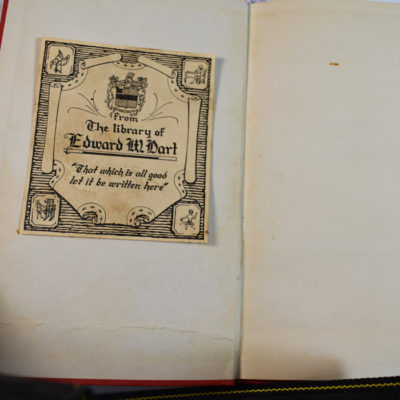 from
The library of
Edward W. Dart
"That which is all good
let it be written here"